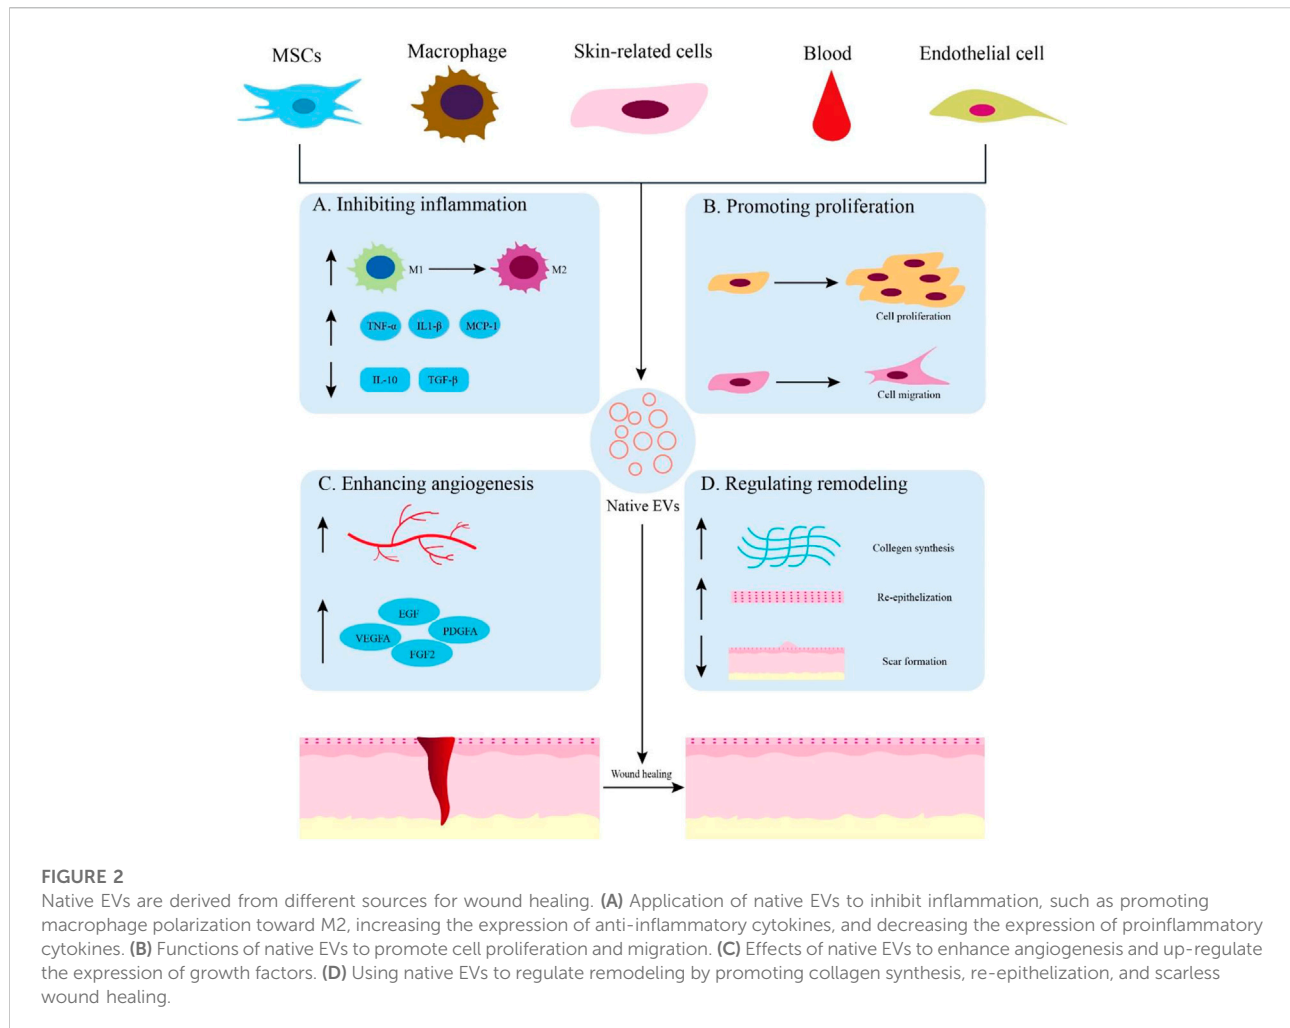 MSCs
Macrophage
Skin-related cells
Blood
Endothelial cell
A. Inhibiting inflammation
M1
M2
TNF-α
IL1-β
MCP-1
IL-10
TGF-β
B. Promoting proliferation
Cell proliferation
Cell migration
Native EVs
C. Enhancing angiogenesis
EGF
VEGFA
PDGFA
FGF2
D. Regulating remodeling
Collagen synthesis
Re-epithelization
Scar formation
Wound healing
FIGURE 2
Native EVs are derived from different sources for wound healing. (A) Application of native EVs to inhibit inflammation, such as promoting
macrophage polarization toward M2, increasing the expression of anti-inflammatory cytokines, and decreasing the expression of proinflammatory
cytokines. (B) Functions of native EVs to promote cell proliferation and migration. (C) Effects of native EVs to enhance angiogenesis and up-regulate
the expression of growth factors. (D) Using native EVs to regulate remodeling by promoting collagen synthesis, re-epithelization, and scarless
wound healing.